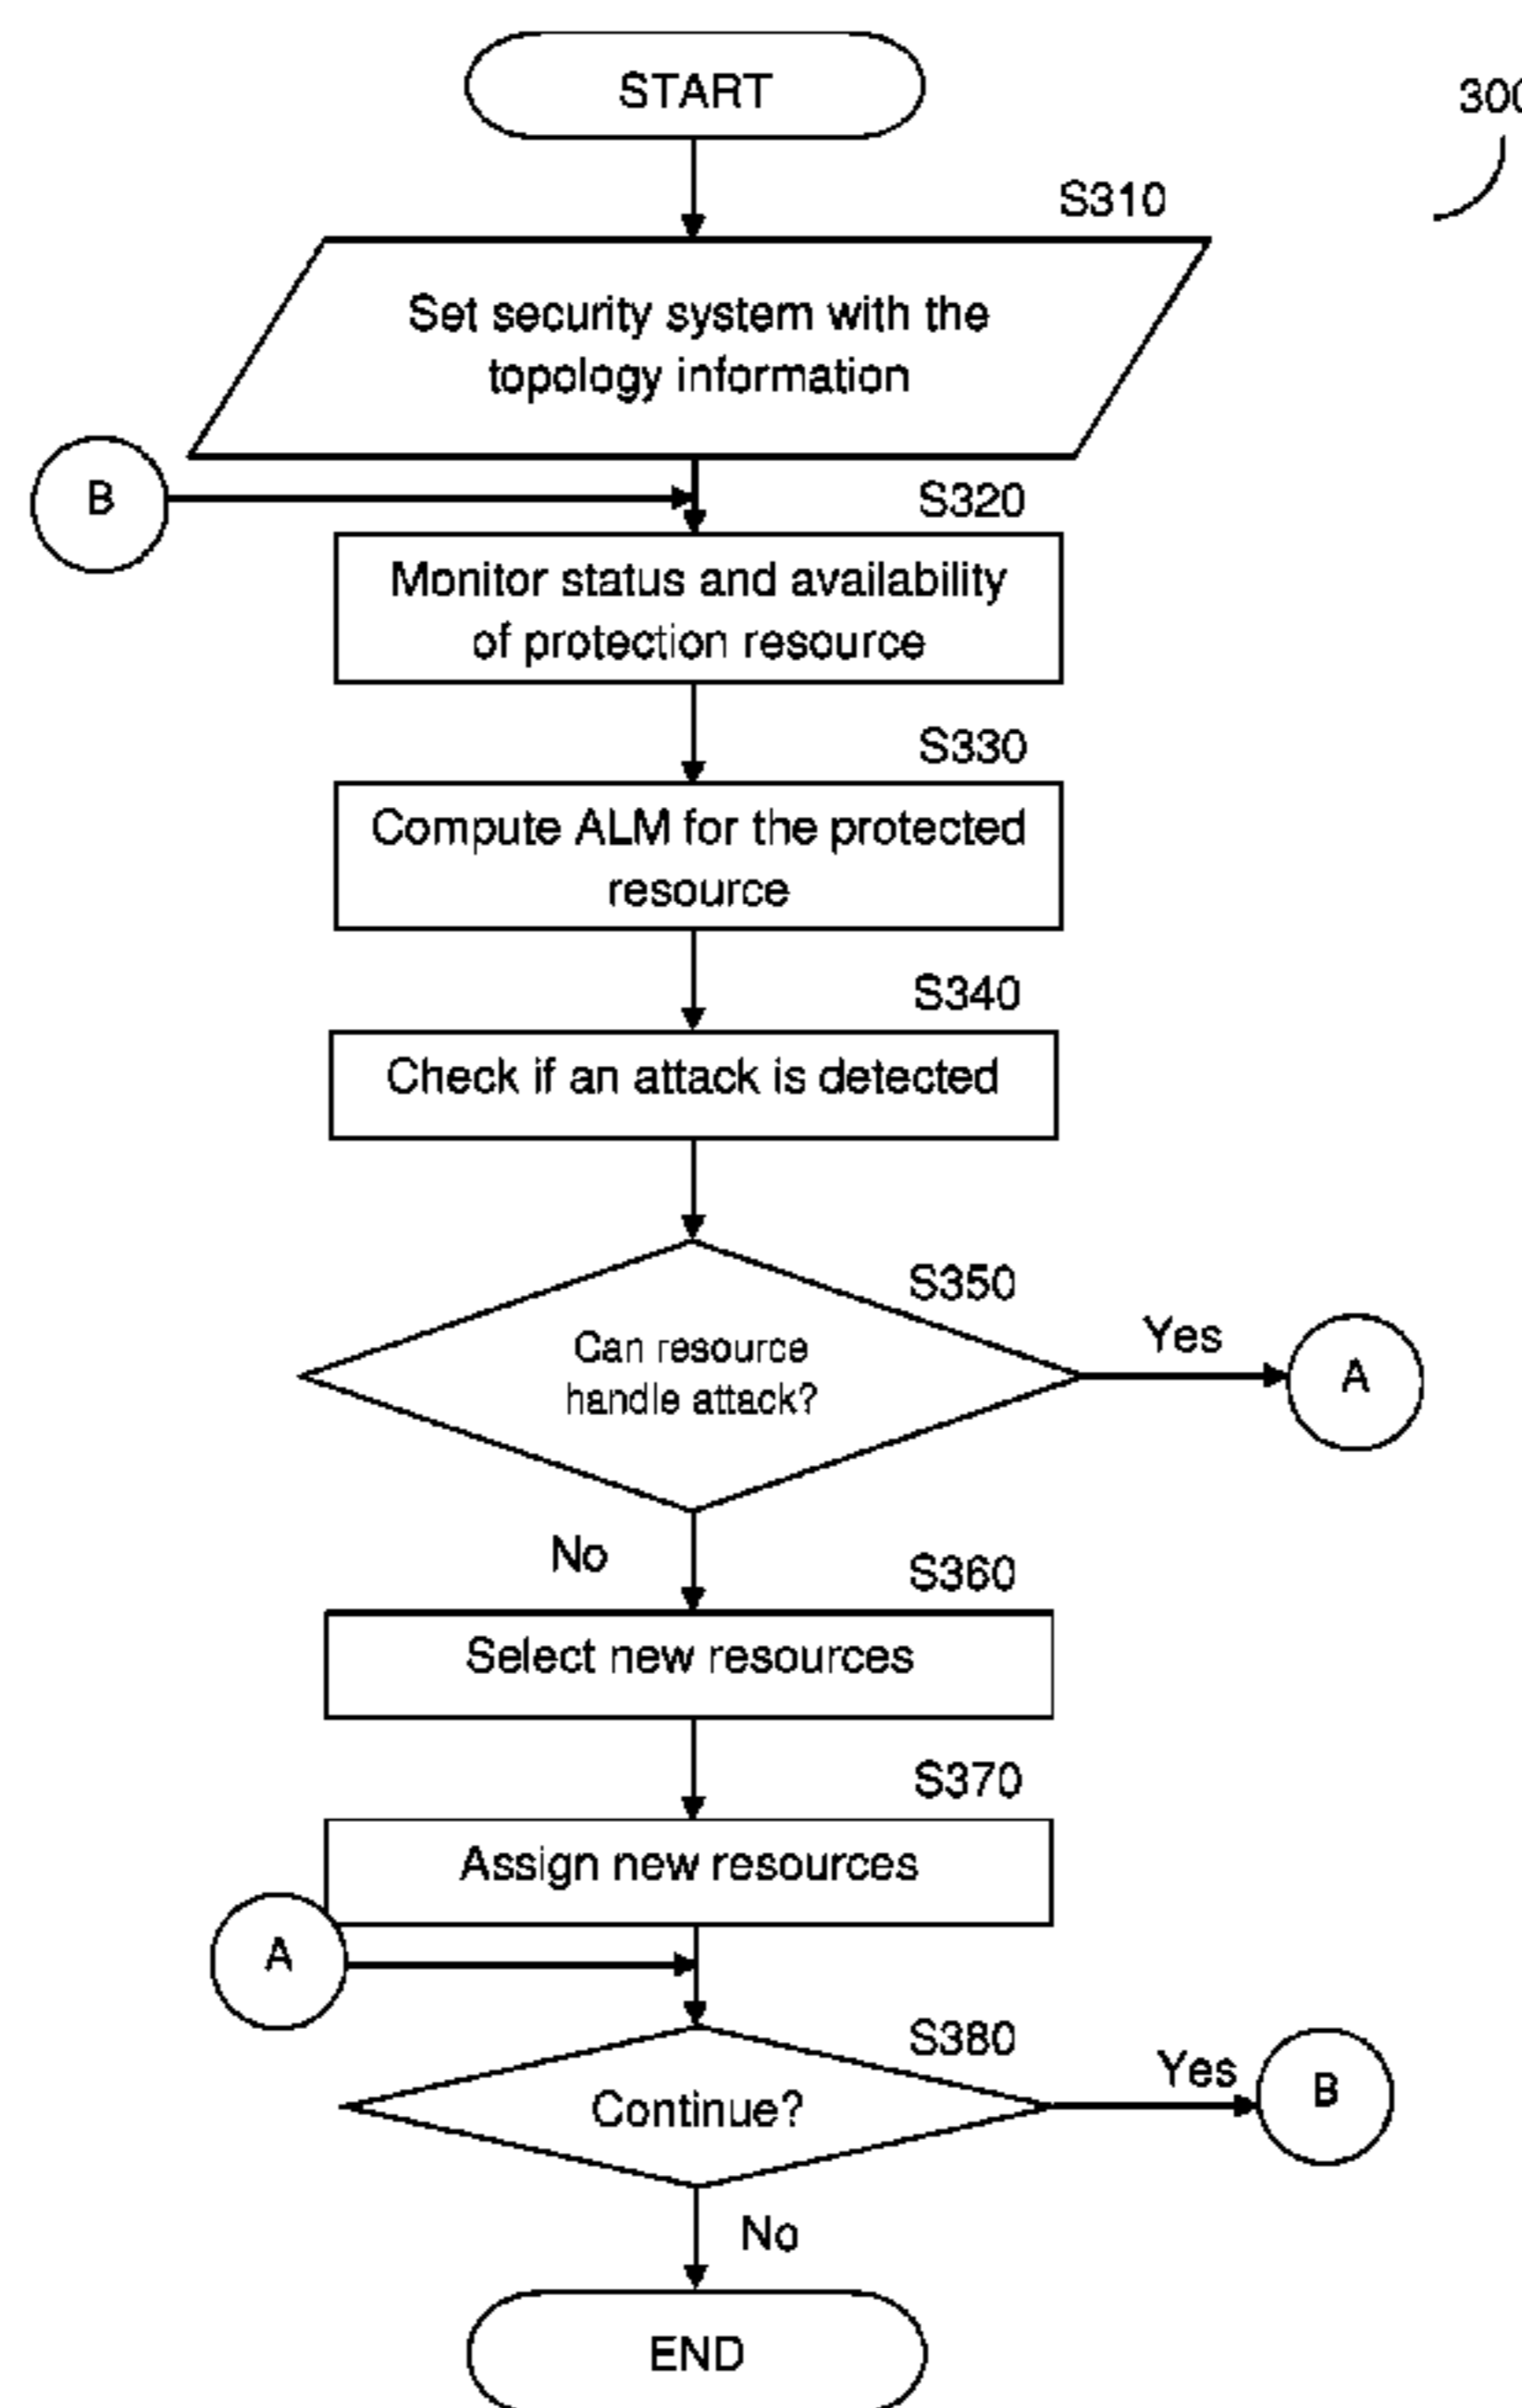 START
300
S310
Set security system with the
topology information
B
S320
Monitor status and availability
of protection resource
S330
Compute ALM for the protected
resource
S340
Check if an attack is detected
S350
Can resource
handle attack?
Yes
A
No
S360
Select new resources
S370
Assign new resources
A
S380
Continue?
Yes
B
No
END